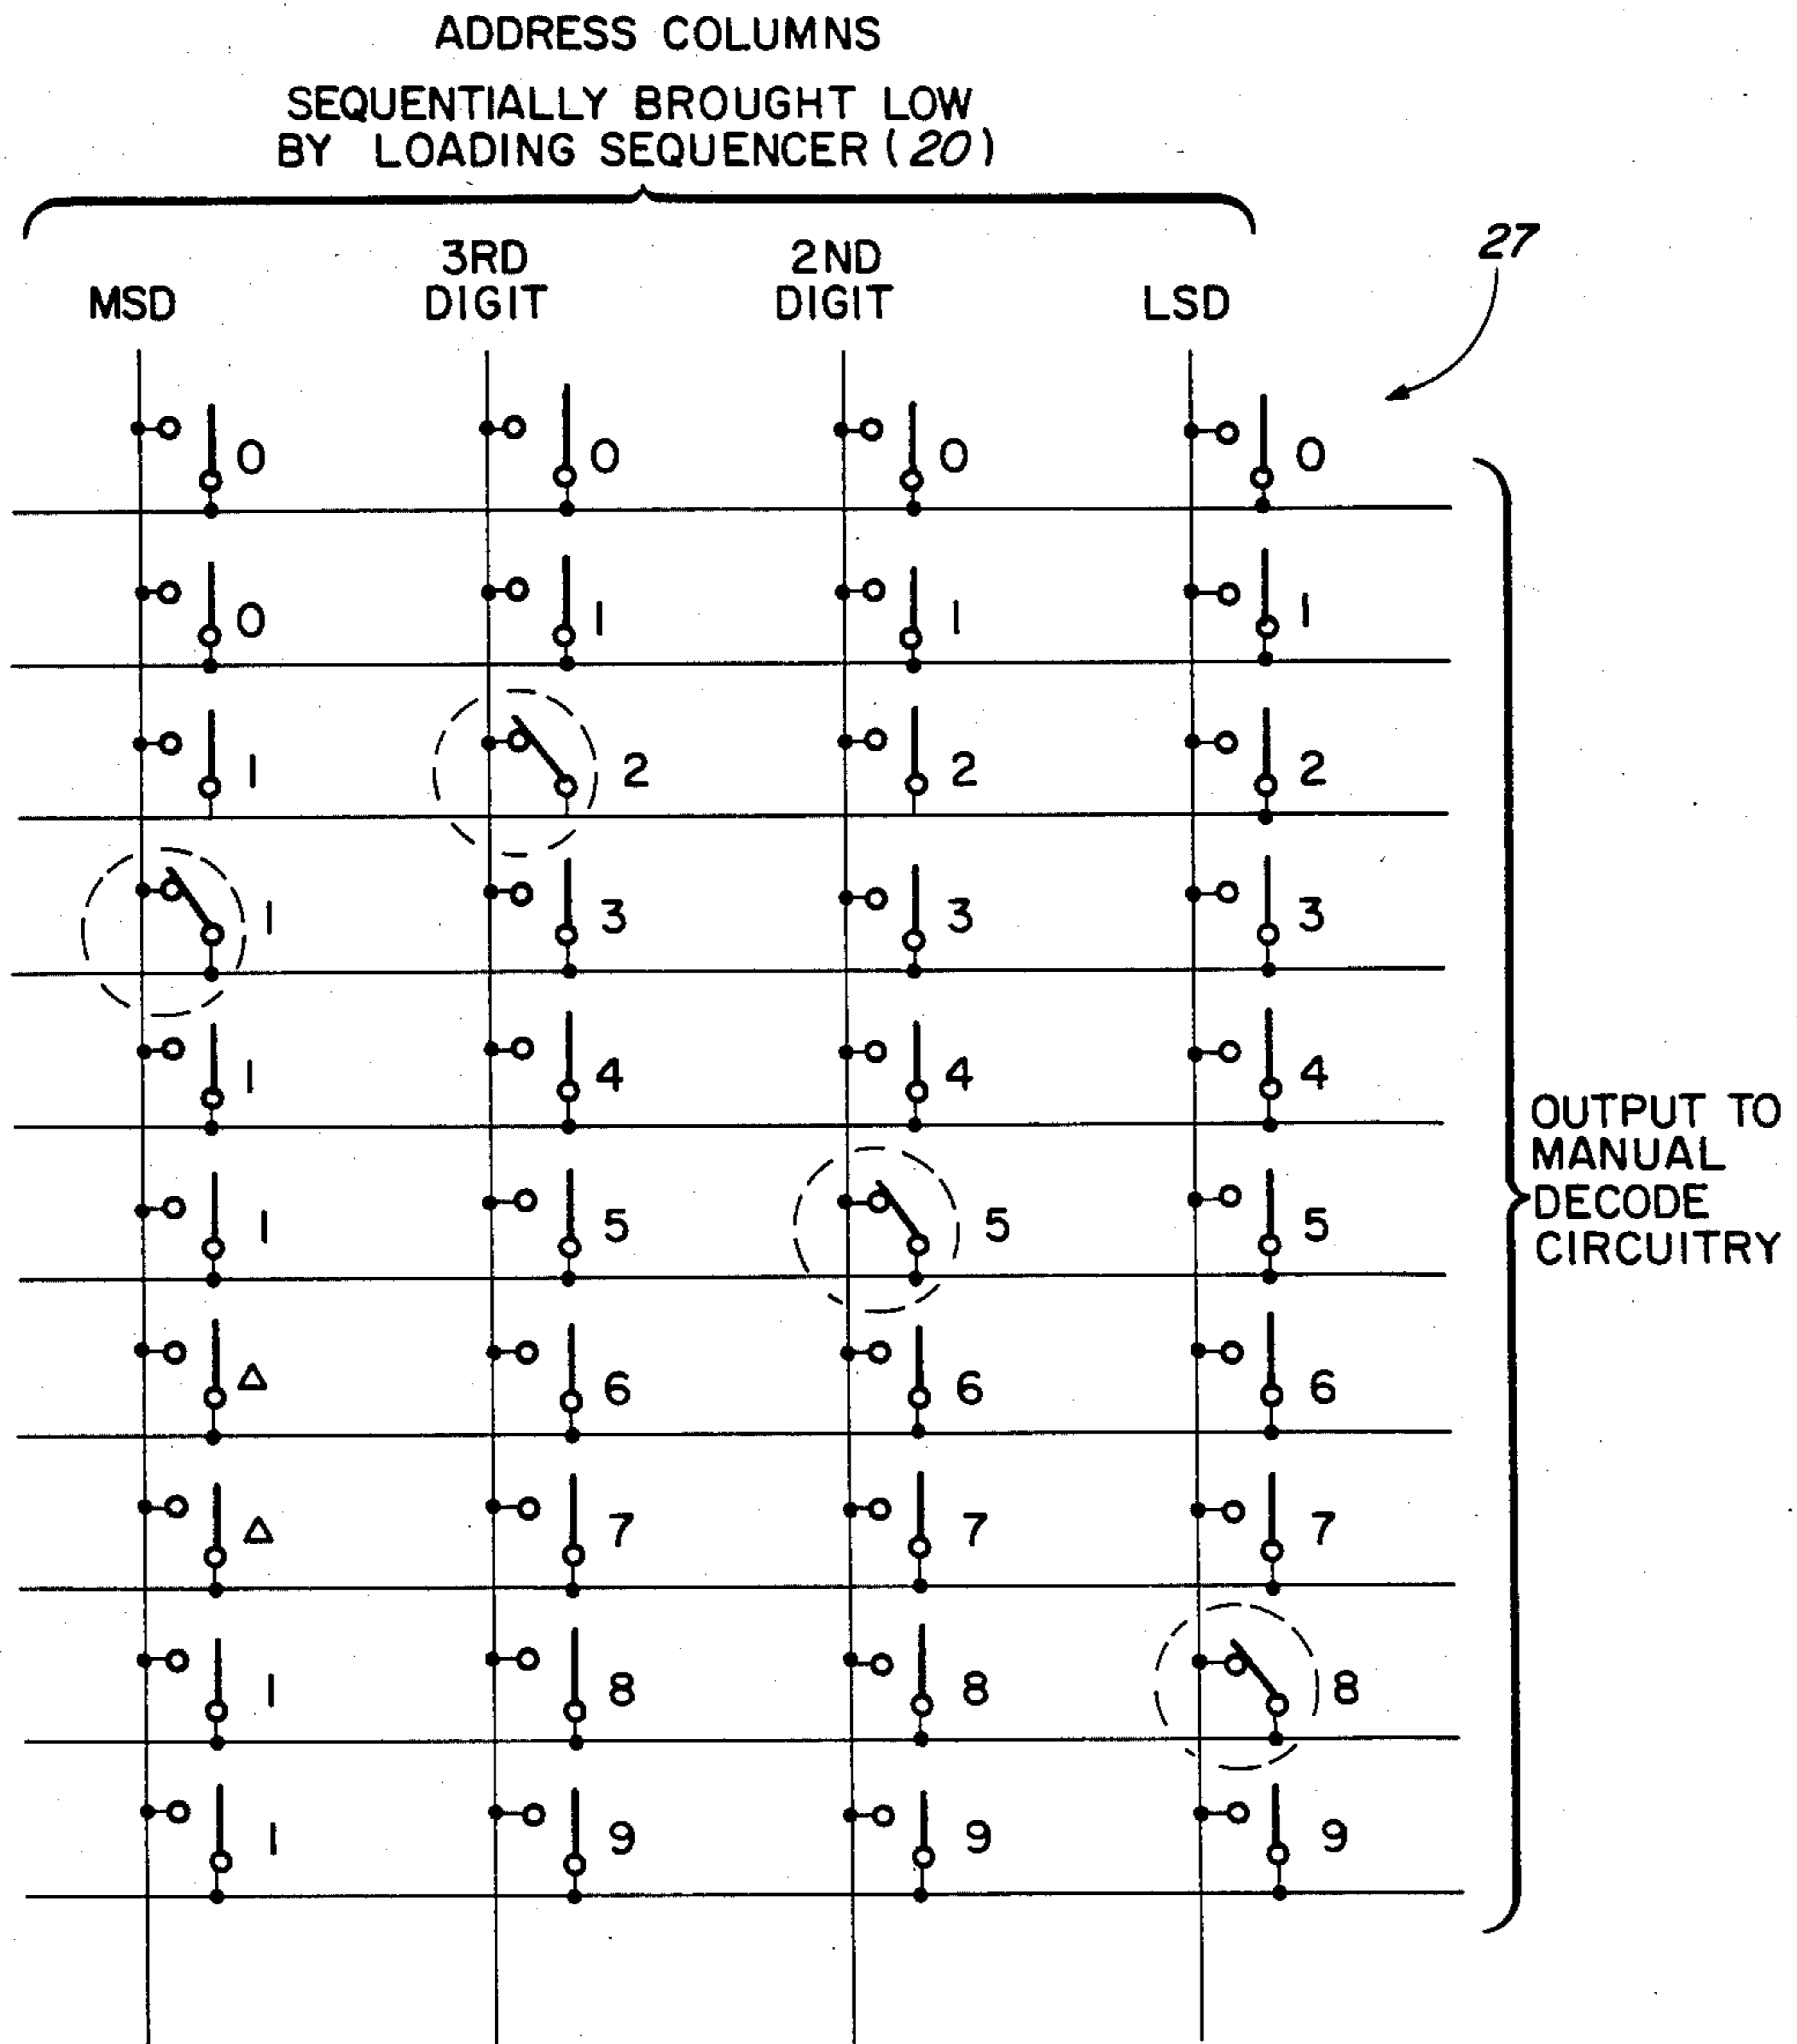 ADDRESS COLUMNS
SEQUENTIALLY BROUGHT LOW
BY LOADING SEQUENCER (20)
27
MSD
3RD
DIGIT
2ND
DIGIT
LSD
0 0 0 0
0 1 1 1
1 2 2 2
1 3 3 3
1 4 4 4
1 5 5 5
Δ 6 6 6
Δ 7 7 7
1 8 8 8
1 9 9 9
OUTPUT TO
MANUAL
DECODE
CIRCUITRY